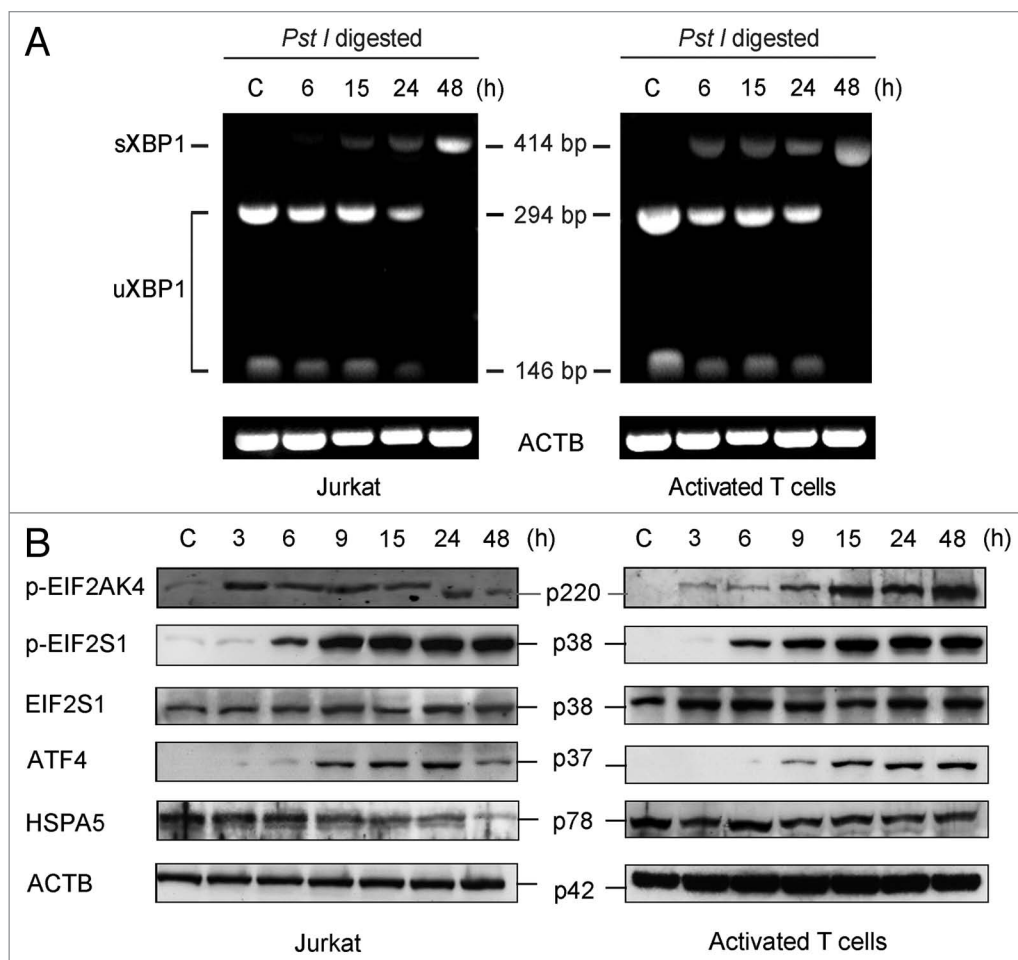 A
Pst I digested Pst I digested
C 6 15 24 48 (h) C 6 15 24 48 (h)
sXBP1 414 bp
294 bp
uXBP1
146 bp
ACTB
Jurkat Activated T cells
B
C 3 6 9 15 24 48 (h) C 3 6 9 15 24 48 (h)
p-EIF2AK4 p220
p-EIF2S1 p38
EIF2S1 p38
ATF4 p37
HSPA5 p78
ACTB p42
Jurkat Activated T cells